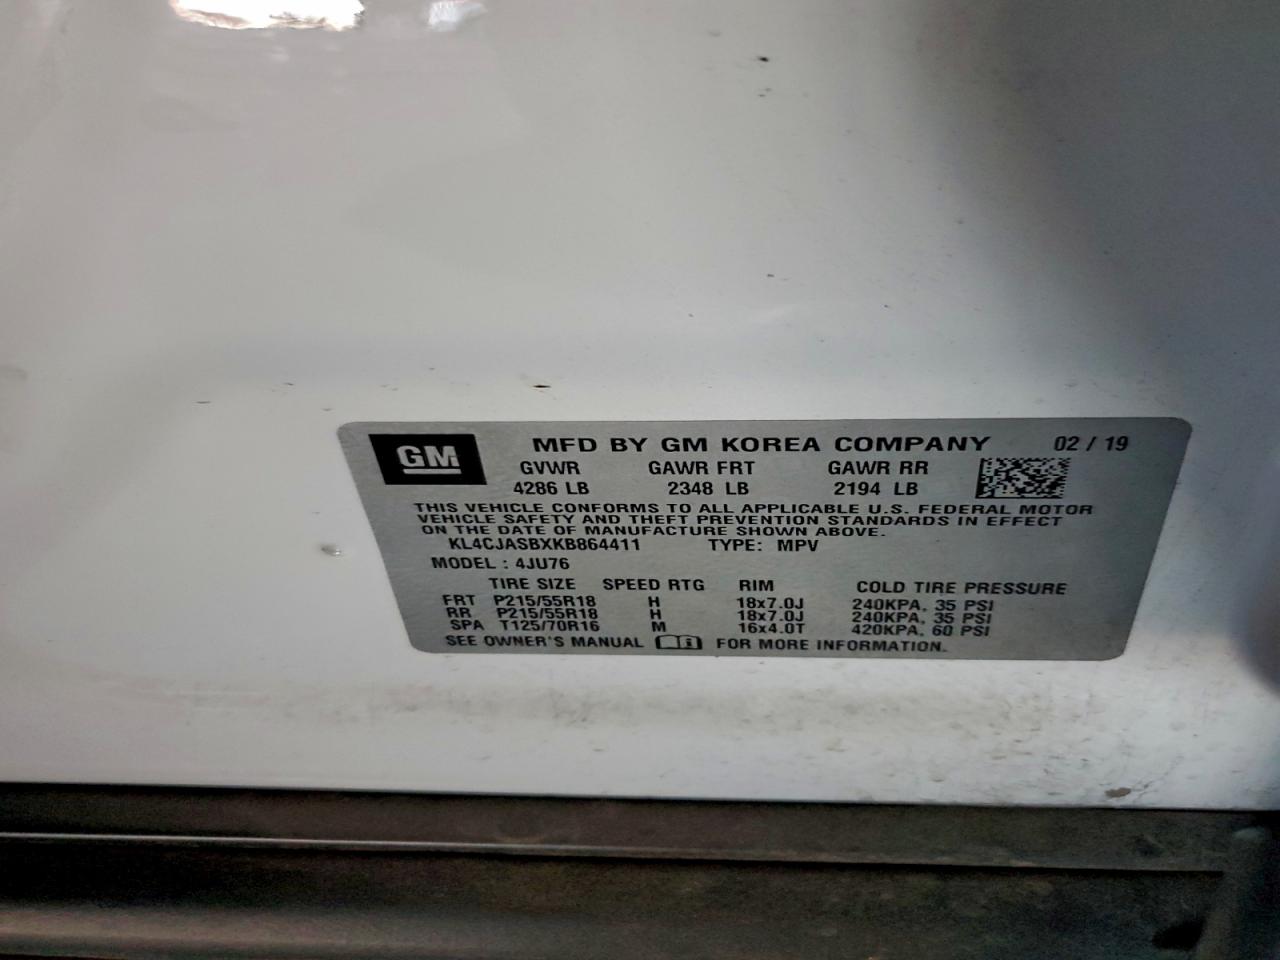 GM MFD BY GM KOREA COMPANY 02 / 19
GVWR GAWR FRT GAWR RR
4286 LB 2348 LB 2194 LB
THIS VEHICLE CONFORMS TO ALL APPLICABLE U.S. FEDERAL MOTOR
VEHICLE SAFETY AND THEFT PREVENTION STANDARDS IN EFFECT
ON THE DATE OF MANUFACTURE SHOWN ABOVE.
KL4CJASBXKB864411 TYPE: MPV
MODEL : 4JU76
TIRE SIZE SPEED RTG RIM COLD TIRE PRESSURE
FRT P215/55R18 H 18x7.0J 240KPA, 35 PSI
RR P215/55R18 H 18x7.0J 240KPA, 35 PSI
SPA T125/70R16 M 16x4.0T 420KPA, 60 PSI
SEE OWNER'S MANUAL FOR MORE INFORMATION.